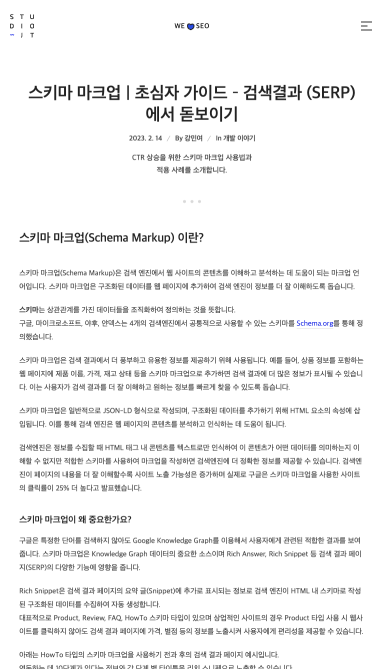 S T U
D I O
I T
WE SEO
스키마 마크업 | 초심자 가이드 - 검색결과 (SERP)
에서 돋보이기
2023. 2. 14 / By 강민여 / In 개발 이야기
CTR 상승을 위한 스키마 마크업 사용법과
적용 사례를 소개합니다.
스키마 마크업(Schema Markup) 이란?
스키마 마크업(Schema Markup)은 검색 엔진에서 웹 사이트의 콘텐츠를 이해하고 분석하는 데 도움이 되는 마크업 언
어입니다. 스키마 마크업은 구조화된 데이터를 웹 페이지에 추가하여 검색 엔진이 정보를 더 잘 이해하도록 돕습니다.
스키마는 상관관계를 가진 데이터들을 조직화하여 정의하는 것을 뜻합니다.
구글, 마이크로소프트, 야후, 얀덱스는 4개의 검색엔진에서 공통적으로 사용할 수 있는 스키마를 Schema.org를 통해 정
의했습니다.
스키마 마크업은 검색 결과에서 더 풍부하고 유용한 정보를 제공하기 위해 사용됩니다. 예를 들어, 상품 정보를 포함하는
웹 페이지에 제품 이름, 가격, 재고 상태 등을 스키마 마크업으로 추가하면 검색 결과에 더 많은 정보가 표시될 수 있습니
다. 이는 사용자가 검색 결과를 더 잘 이해하고 원하는 정보를 빠르게 찾을 수 있도록 돕습니다.
스키마 마크업은 일반적으로 JSON-LD 형식으로 작성되며, 구조화된 데이터를 추가하기 위해 HTML 요소의 속성에 삽
입됩니다. 이를 통해 검색 엔진은 웹 페이지의 콘텐츠를 분석하고 인식하는 데 도움이 됩니다.
검색엔진은 정보를 수집할 때 HTML 태그 내 콘텐츠를 텍스트로만 인식하여 이 콘텐츠가 어떤 데이터를 의미하는지 이
해할 수 없지만 적합한 스키마를 사용하여 마크업을 작성하면 검색엔진에 더 정확한 정보를 제공할 수 있습니다. 검색엔
진이 페이지의 내용을 더 잘 이해할수록 사이트 노출 가능성은 증가하며 실제로 구글은 스키마 마크업을 사용한 사이트
의 클릭률이 25% 더 높다고 발표했습니다.
스키마 마크업이 왜 중요한가요?
구글은 특정한 단어를 검색하지 않아도 Google Knowledge Graph를 이용해서 사용자에게 관련된 적합한 결과를 보여
줍니다. 스키마 마크업은 Knowledge Graph 데이터의 중요한 소스이며 Rich Answer, Rich Snippet 등 검색 결과 페이
지(SERP)의 다양한 기능에 영향을 줍니다.
Rich Snippet은 검색 결과 페이지의 요약 글(Snippet)에 추가로 표시되는 정보로 검색 엔진이 HTML 내 스키마로 작성
된 구조화된 데이터를 수집하여 자동 생성합니다.
대표적으로 Product, Review, FAQ, HowTo 스키마 타입이 있으며 상업적인 사이트의 경우 Product 타입 사용 시 웹사
이트를 클릭하지 않아도 검색 결과 페이지에 가격, 별점 등의 정보를 노출시켜 사용자에게 편리성을 제공할 수 있습니다.
아래는 HowTo 타입의 스키마 마크업을 사용하기 전과 후의 검색 결과 페이지 예시입니다.